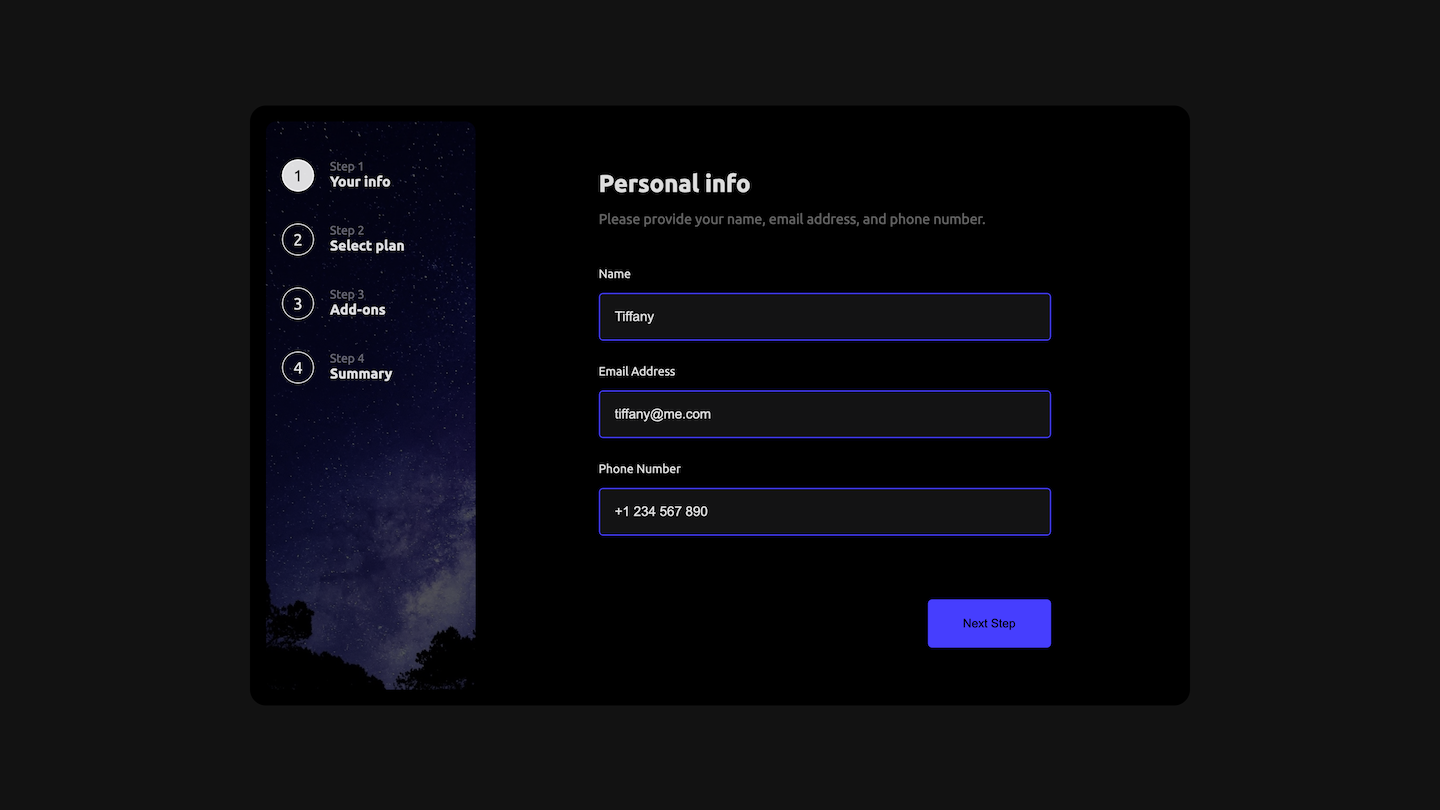 1
Step 1
Your info
2
Step 2
Select plan
3
Step 3
Add-ons
4
Step 4
Summary
Personal info
Please provide your name, email address, and phone number.
Name
Tiffany
Email Address
tiffany@me.com
Phone Number
+1 234 567 890
Next Step